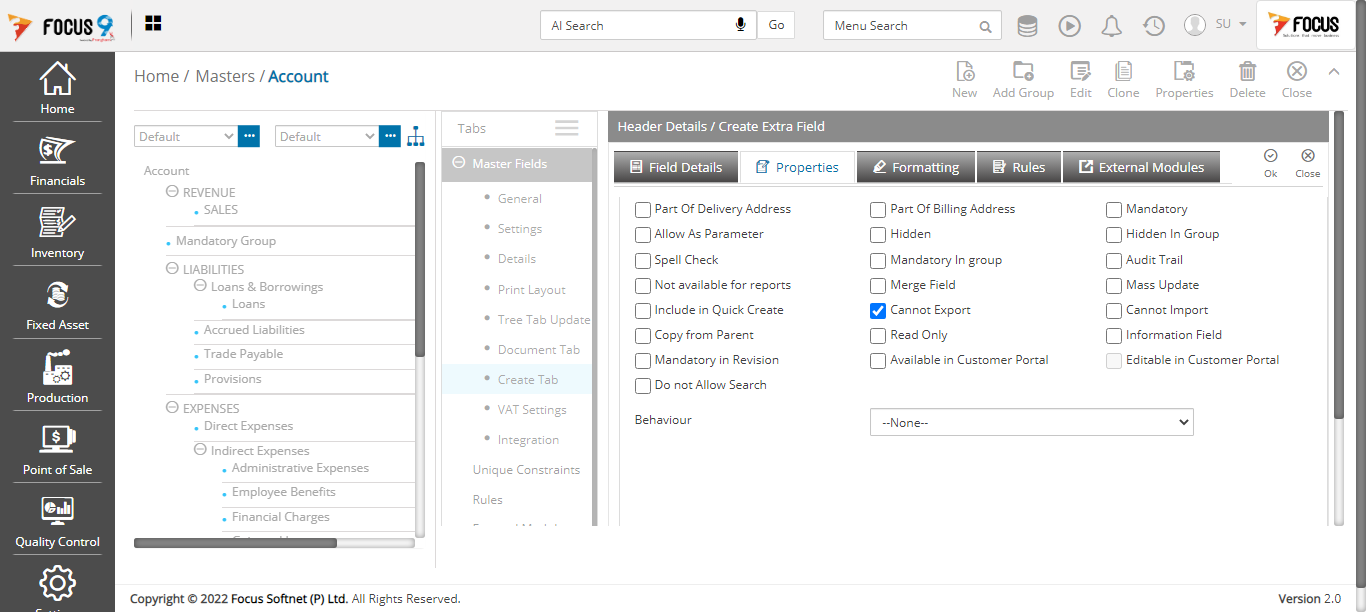 FOCUS 9
AI Search
Go
Menu Search
SU
FOCUS
Home
Financials
Inventory
Fixed Asset
Production
Point of Sale
Quality Control
Home / Masters / Account
New
Add Group
Edit
Clone
Properties
Delete
Close
Default
Default
Account
REVENUE
SALES
Mandatory Group
LIABILITIES
Loans & Borrowings
Loans
Accrued Liabilities
Trade Payable
Provisions
EXPENSES
Direct Expenses
Indirect Expenses
Administrative Expenses
Employee Benefits
Financial Charges
Tabs
Master Fields
General
Settings
Details
Print Layout
Tree Tab Update
Document Tab
Create Tab
VAT Settings
Integration
Unique Constraints
Rules
Header Details / Create Extra Field
Field Details
Properties
Formatting
Rules
External Modules
Ok
Close
Part Of Delivery Address
Part Of Billing Address
Mandatory
Allow As Parameter
Hidden
Hidden In Group
Spell Check
Mandatory In group
Audit Trail
Not available for reports
Merge Field
Mass Update
Include in Quick Create
Cannot Export
Cannot Import
Copy from Parent
Read Only
Information Field
Mandatory in Revision
Available in Customer Portal
Editable in Customer Portal
Do not Allow Search
Behaviour
--None--
Copyright © 2022 Focus Softnet (P) Ltd. All Rights Reserved.
Version 2.0